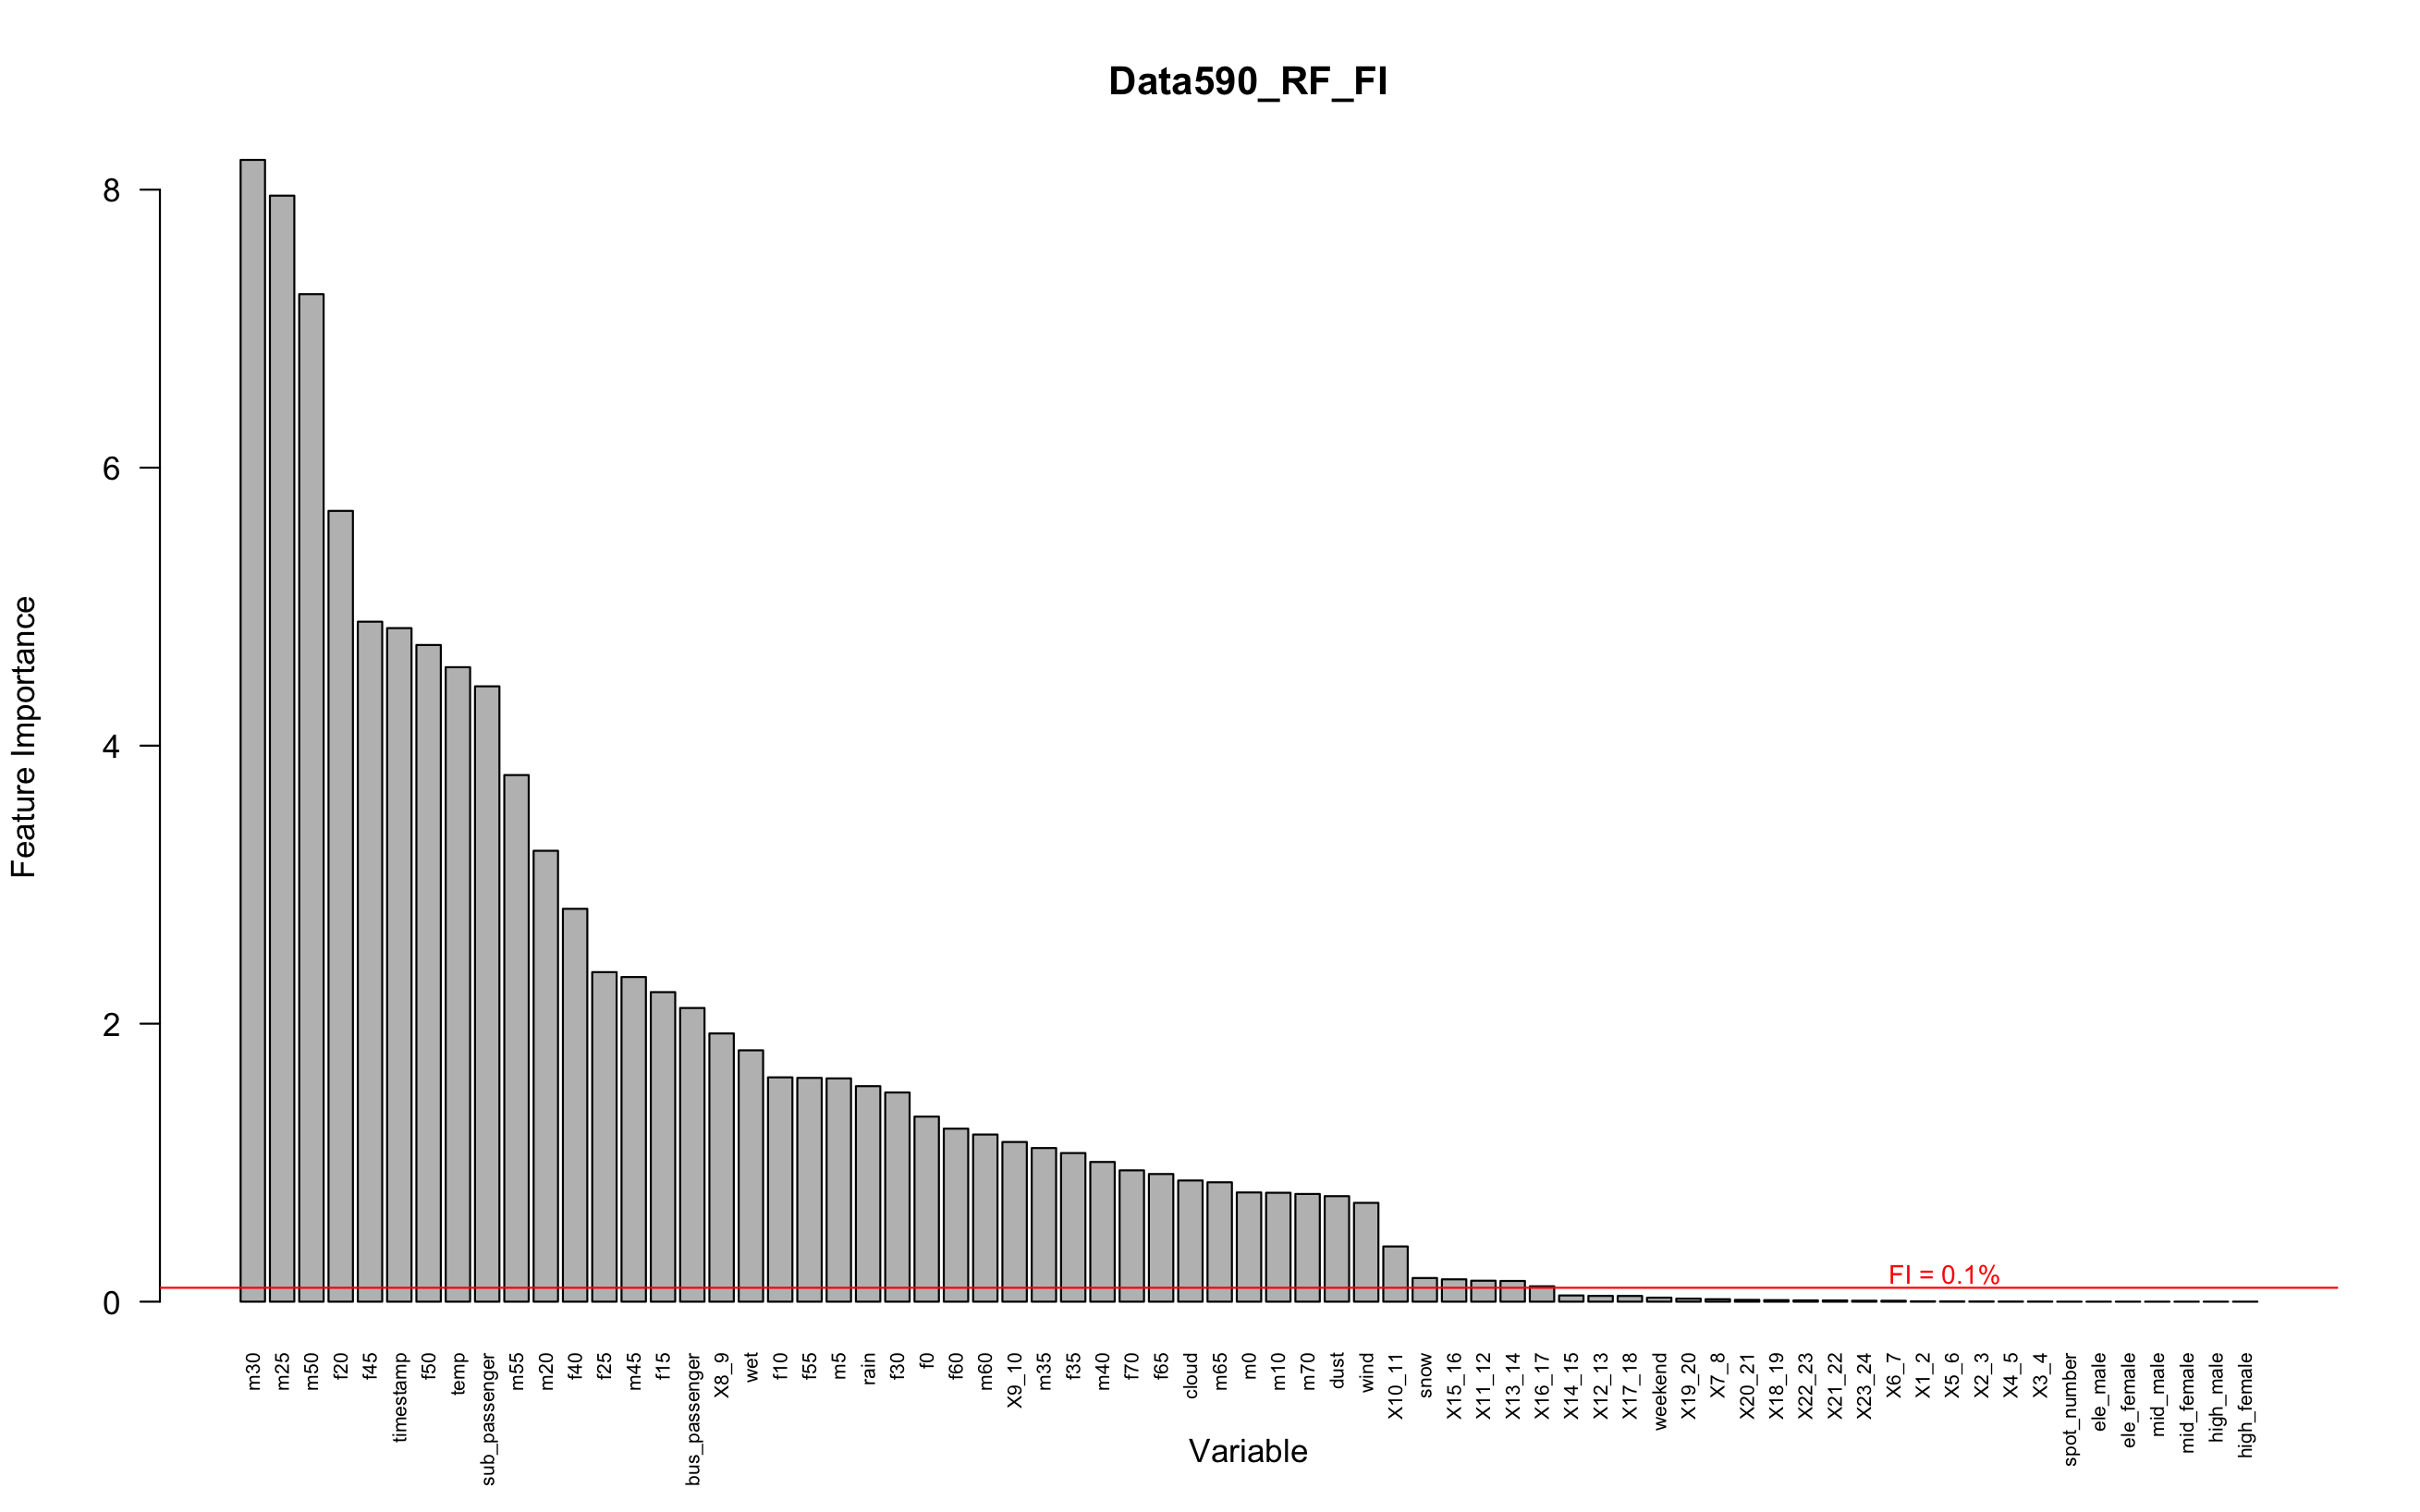 Data590_RF_FI
Feature Importance
8
6
4
2
0
FI = 0.1%
m30
m25
m50
f20
f45
timestamp
f50
temp
sub_passenger
m55
m20
f40
f25
m45
f15
bus_passenger
X8_9
wet
f10
f55
m5
rain
f30
f0
f60
m60
X9_10
m35
f35
m40
f70
f65
cloud
m65
m0
m10
m70
dust
wind
X10_11
snow
X15_16
X11_12
X13_14
X16_17
X14_15
X12_13
X17_18
weekend
X19_20
X7_8
X20_21
X18_19
X22_23
X21_22
X23_24
X6_7
X1_2
X5_6
X2_3
X4_5
X3_4
spot_number
ele_male
ele_female
mid_male
mid_female
high_male
high_female
Variable